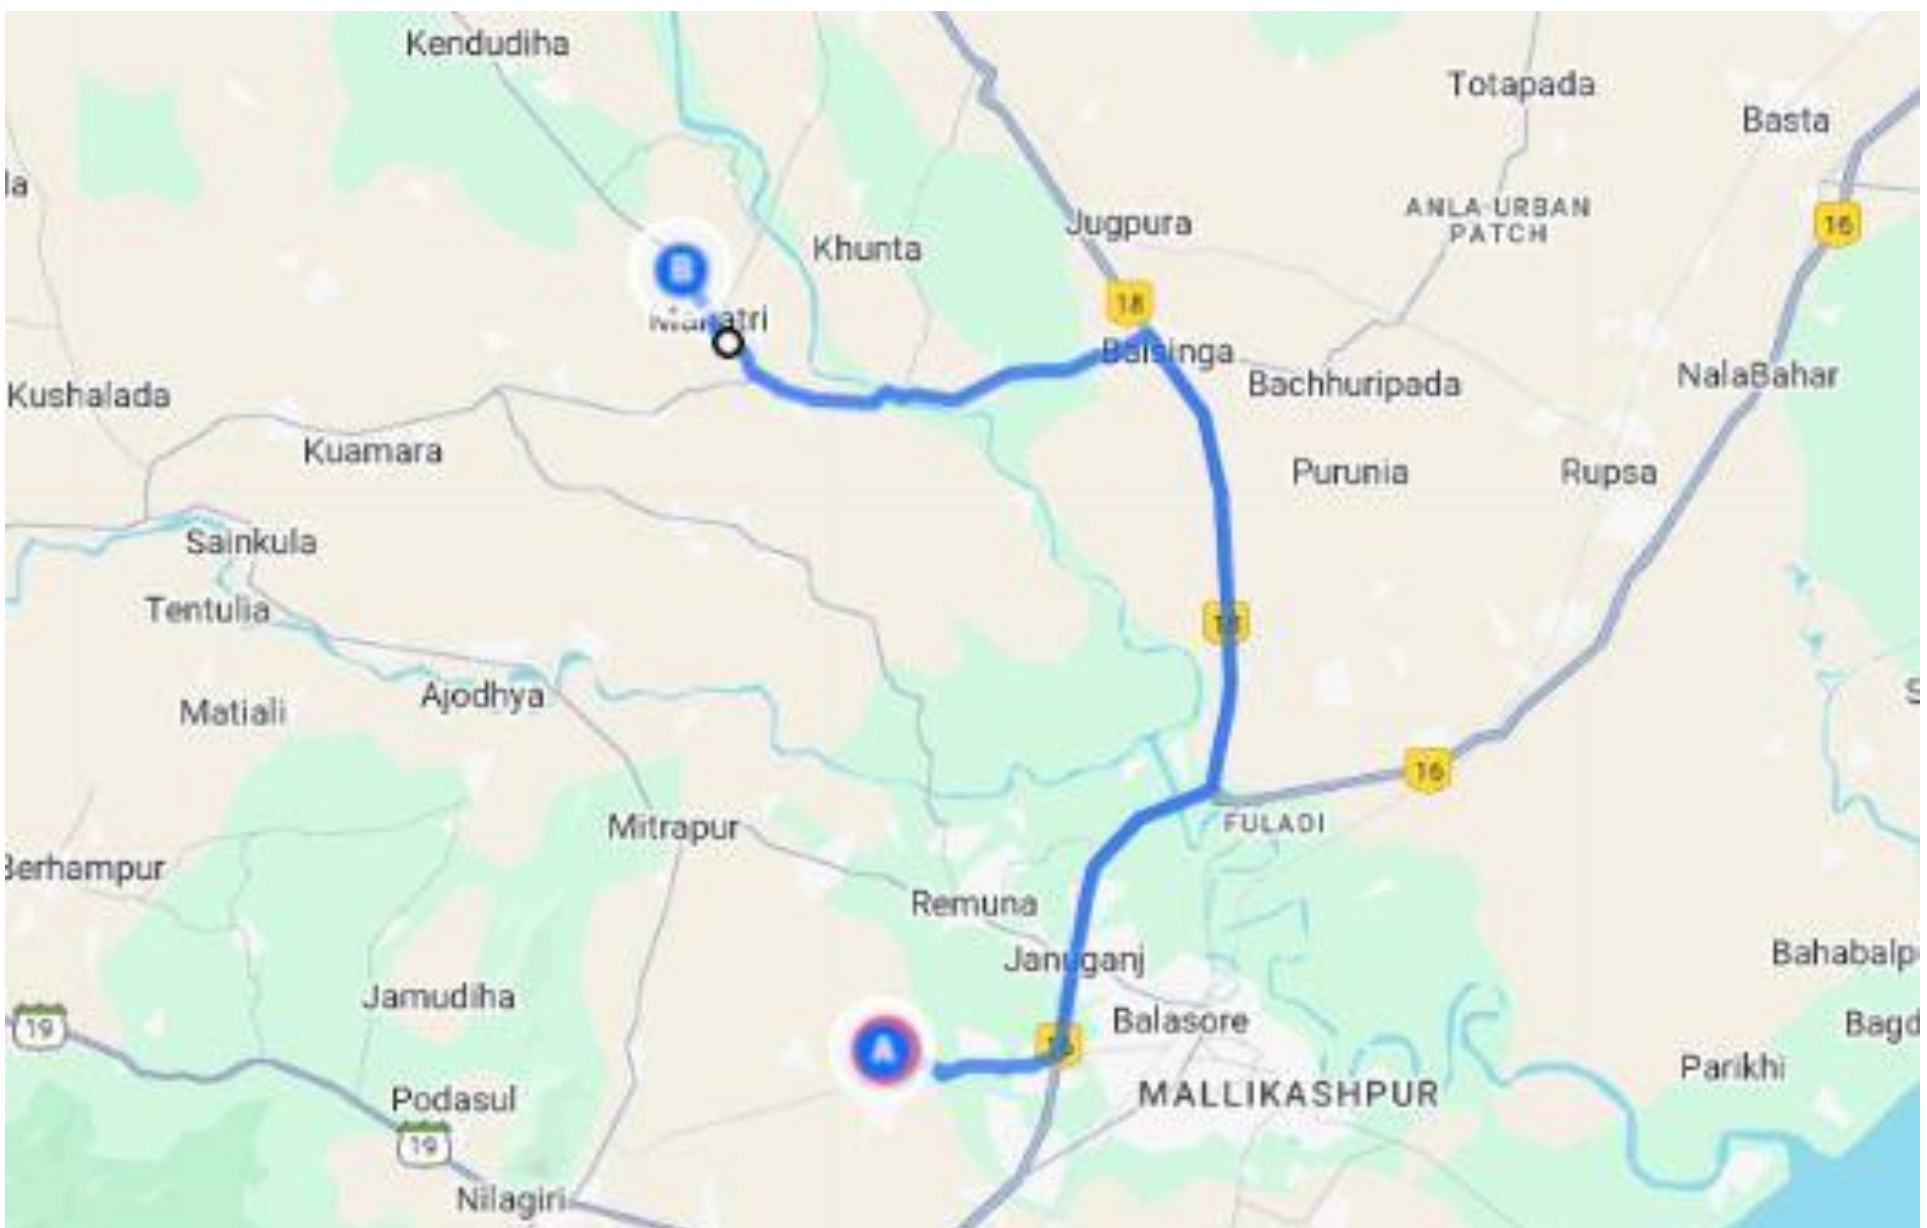 Kendudiha
Totapada
Basta
la
ANLA URBAN
PATCH
16
Jugpura
Khunta
B
18
Balsinga
NalaBahar
Bachhuripada
Kushalada
Kuamara
Purunia
Rupsa
Sainkula
Tentulia
Ajodhya
Matiali
16
FULADI
Mitrapur
Berhampur
Remuna
Januganj
Bahabalp
Jamudiha
19
Balasore
Bagd
A
Parikhi
MALLIKASHPUR
Podasul
19
Nilagiri